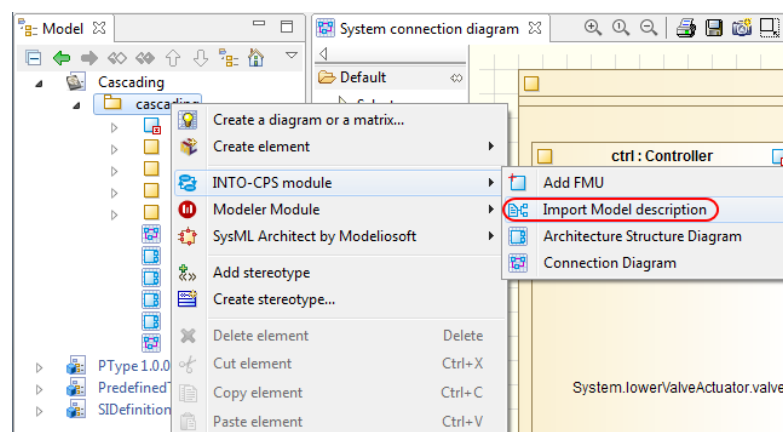 Model
System connection diagram
Cascading
Default
cascading
Create a diagram or a matrix...
Create element
ctrl : Controller
INTO-CPS module
Add FMU
Modeler Module
Import Model description
SysML Architect by Modeliosoft
Architecture Structure Diagram
Connection Diagram
Add stereotype
Create stereotype...
Delete element Delete
PType 1.0.0
Cut element Ctrl+X
Copy element Ctrl+C
System.lowerValveActuator.valve
SIDefinition
Paste element Ctrl+V